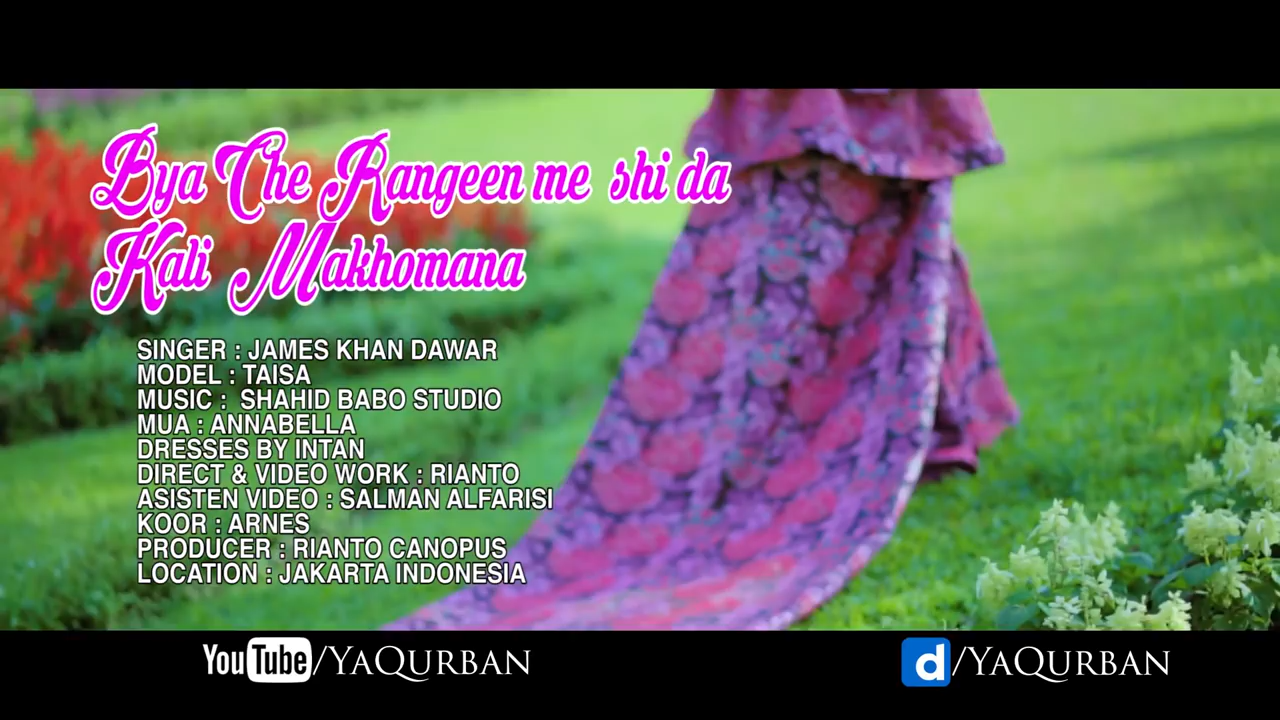 Bya Che Rangeen me shi da
Kali Makhomana
SINGER : JAMES KHAN DAWAR
MODEL : TAISA
MUSIC : SHAHID BABO STUDIO
MUA : ANNABELLA
DRESSES BY INTAN
DIRECT & VIDEO WORK : RIANTO
ASISTEN VIDEO : SALMAN ALFARISI
KOOR : ARNES
PRODUCER : RIANTO CANOPUS
LOCATION : JAKARTA INDONESIA
YouTube/YAQURBAN
d/YAQURBAN